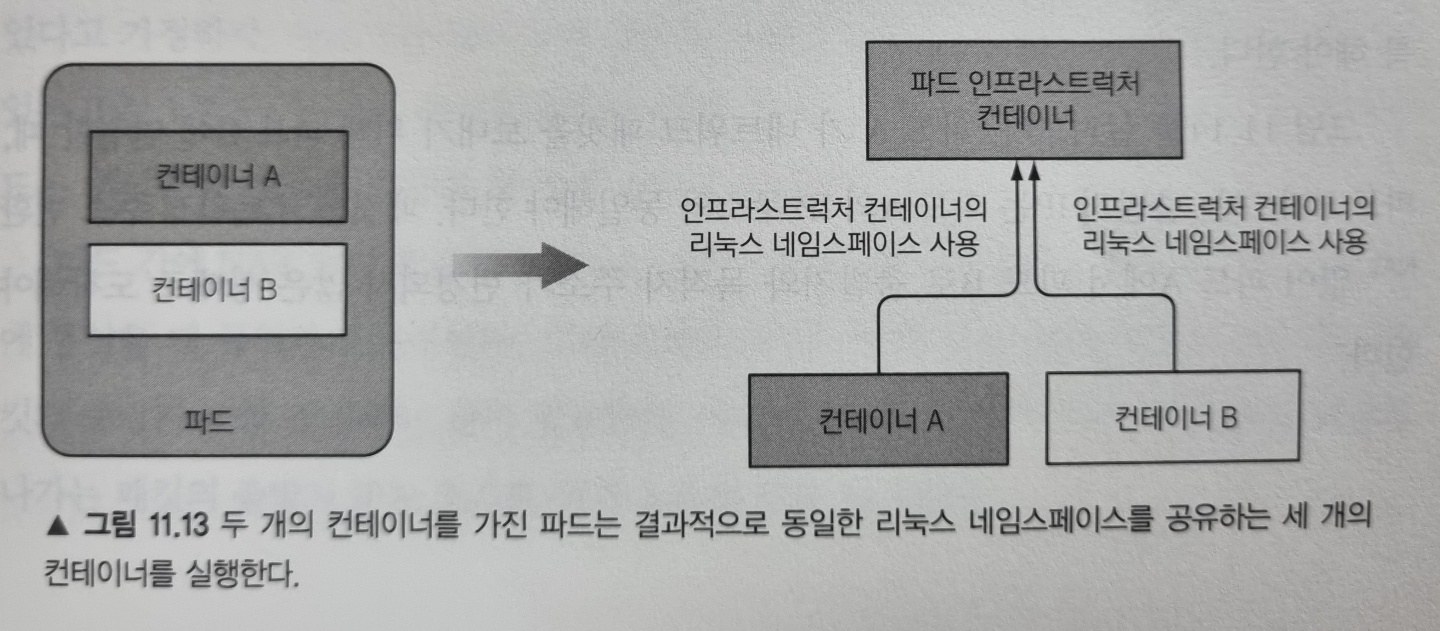 컨테이너 A
컨테이너 B
파드
파드 인프라스트럭처
컨테이너
인프라스트럭처 컨테이너의
리눅스 네임스페이스 사용
인프라스트럭처 컨테이너의
리눅스 네임스페이스 사용
컨테이너 A
컨테이너 B
▲ 그림 11.13 두 개의 컨테이너를 가진 파드는 결과적으로 동일한 리눅스 네임스페이스를 공유하는 세 개의
컨테이너를 실행한다.